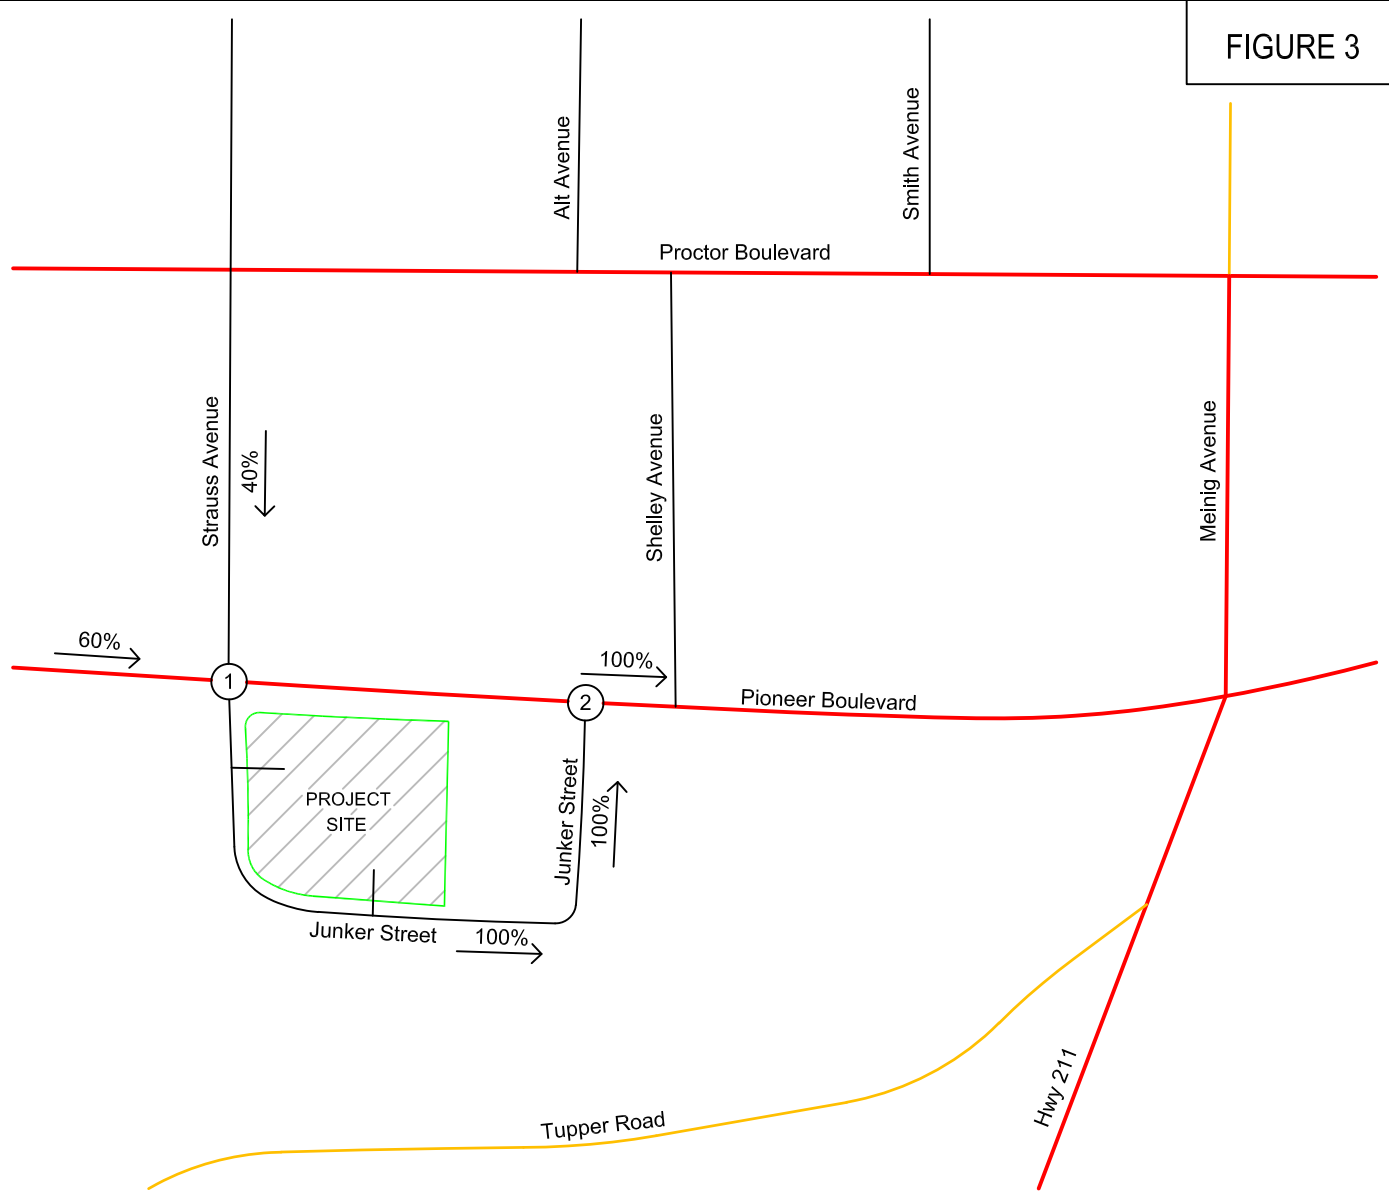 FIGURE 3
Alt Avenue
Smith Avenue
Proctor Boulevard
Strauss Avenue
40%
Shelley Avenue
Meinig Avenue
60%
1
100%
2
Pioneer Boulevard
PROJECT
SITE
Junker Street
100%
Junker Street
100%
Hwy 211
Tupper Road